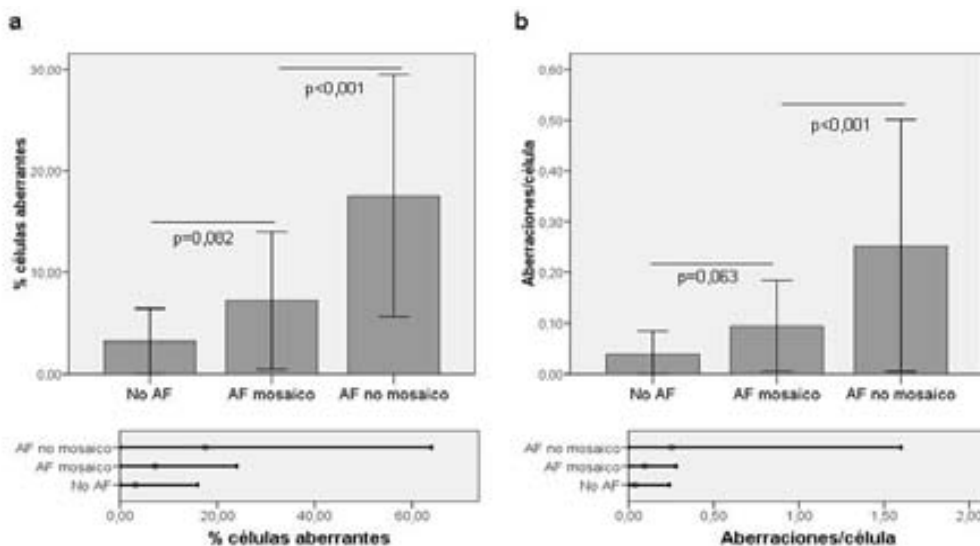 a
30,00
p<0,001
% células aberrantes
20,00
p=0,082
10,00
0,00
No AF
AF mosaico
AF no mosaico
AF no mosaico
AF mosaico
No AF
0,00
20,00
40,00
60,00
% células aberrantes
b
0,60
p<0,001
0,50
0,40
Aberraciones/célula
0,30
p=0,063
0,20
0,10
0,00
No AF
AF mosaico
AF no mosaico
AF no mosaico
AF mosaico
No AF
0,00
0,50
1,00
1,50
2,00
Aberraciones/célula